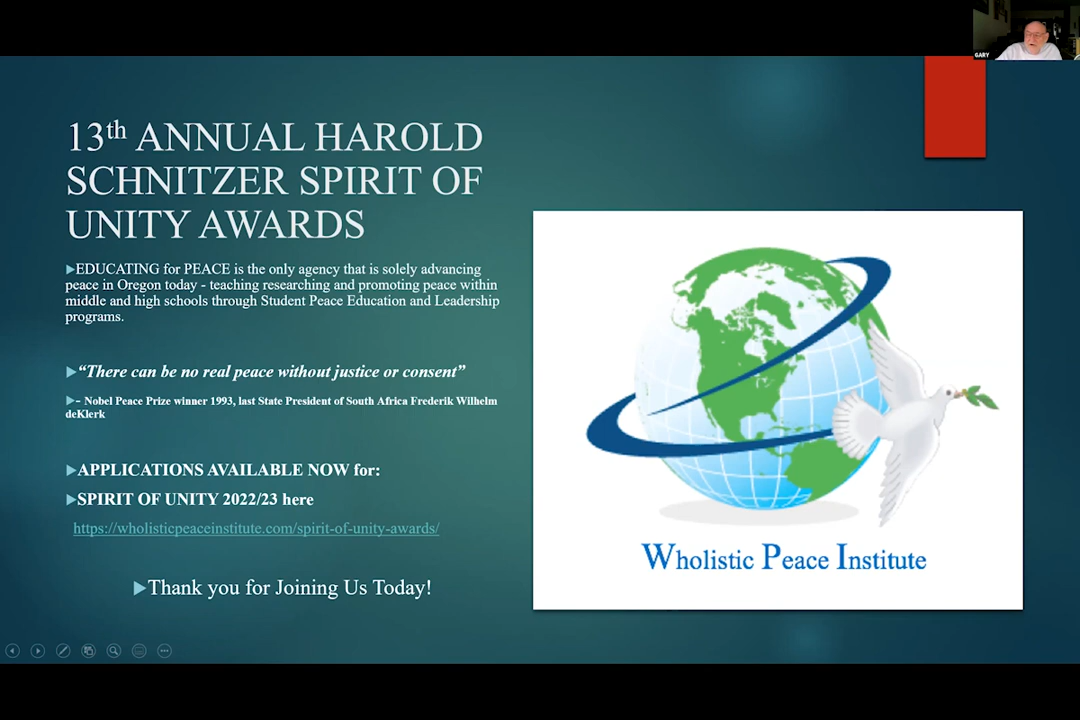 GARY
13th ANNUAL HAROLD
SCHNITZER SPIRIT OF
UNITY AWARDS
EDUCATING for PEACE is the only agency that is solely advancing
peace in Oregon today - teaching researching and promoting peace within
middle and high schools through Student Peace Education and Leadership
programs.
“There can be no real peace without justice or consent”
- Nobel Peace Prize winner 1993, last State President of South Africa Frederik Wilhelm
deKlerk
APPLICATIONS AVAILABLE NOW for:
SPIRIT OF UNITY 2022/23 here
https://wholisticpeaceinstitute.com/spirit-of-unity-awards/
Thank you for Joining Us Today!
Wholistic Peace Institute